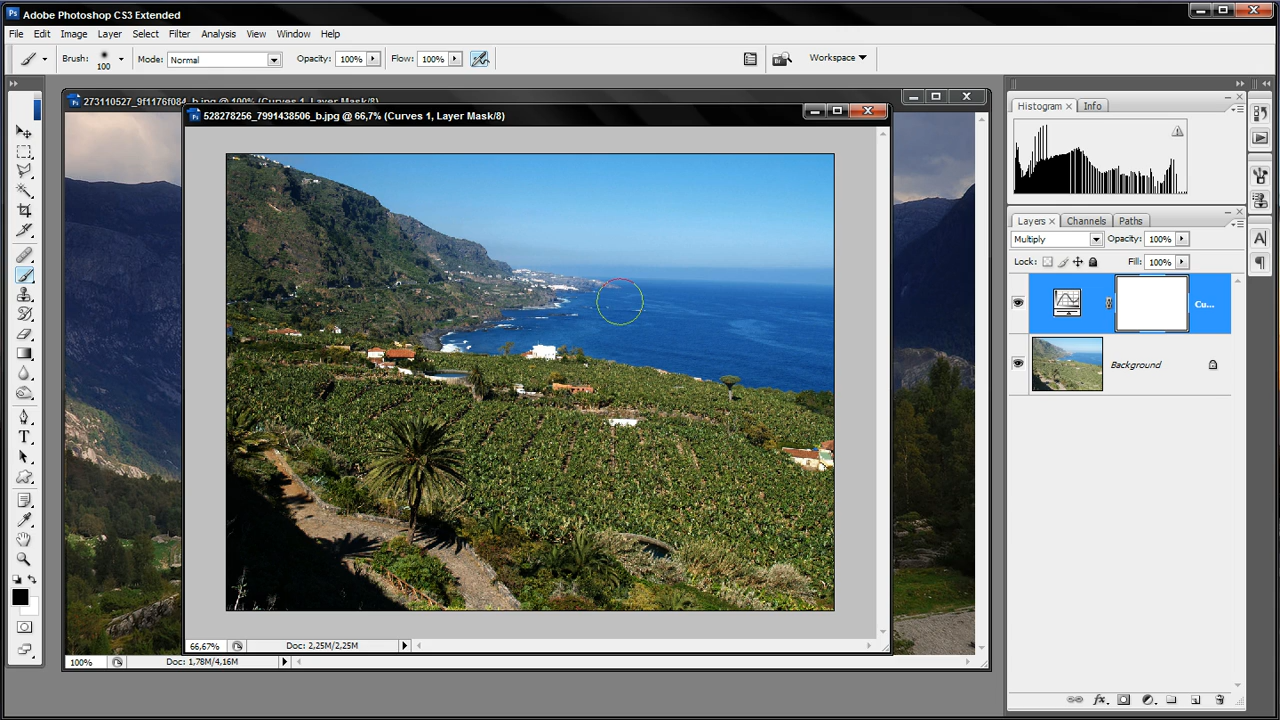 Ps Adobe Photoshop CS3 Extended
File Edit Image Layer Select Filter Analysis View Window Help
Brush: 100 Mode: Normal Opacity: 100% Flow: 100% Br Workspace
273110527_9f1176f084_b.jpg @ 100% (Curves 1, Layer Mask/8)
528278256_7991438506_b.jpg @ 66,7% (Curves 1, Layer Mask/8)
Histogram x Info
Layers x Channels Paths
Multiply Opacity: 100%
Lock: Fill: 100%
Cu...
Background
T
A
66,67% Doc: 2,25M/2,25M
100% Doc: 1,78M/4,16M
fx